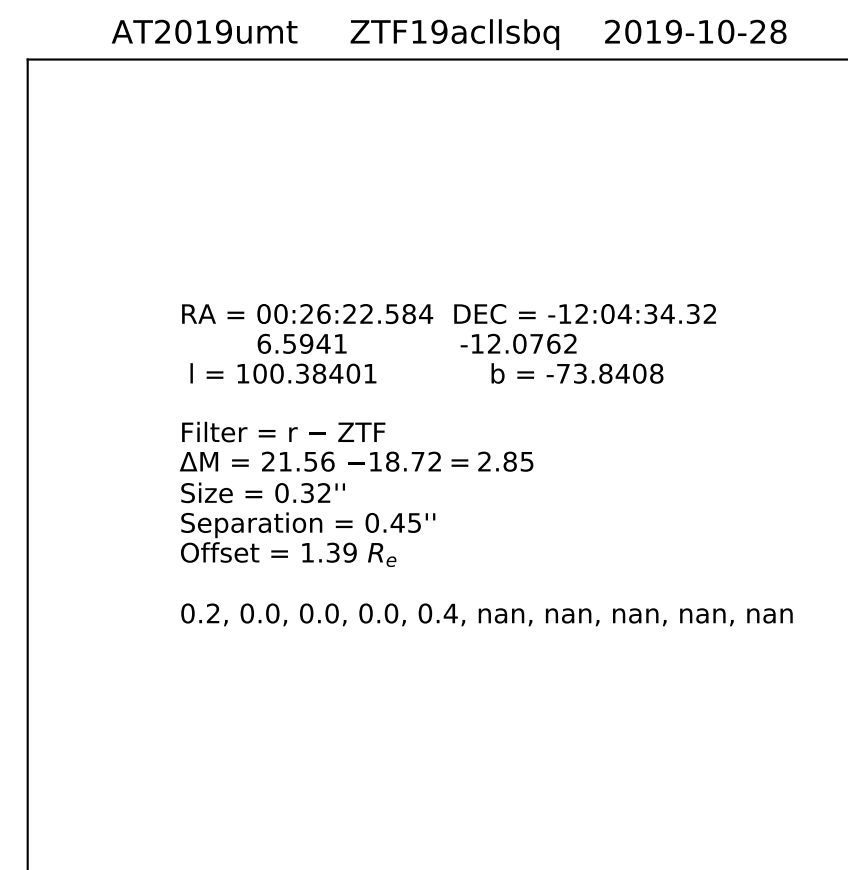 AT2019umt ZTF19acllsbq 2019-10-28
RA = 00:26:22.584 DEC = -12:04:34.32
6.5941 -12.0762
l = 100.38401 b = -73.8408
Filter = r − ZTF
ΔM = 21.56 −18.72 = 2.85
Size = 0.32''
Separation = 0.45''
Offset = 1.39 Re
0.2, 0.0, 0.0, 0.0, 0.4, nan, nan, nan, nan, nan